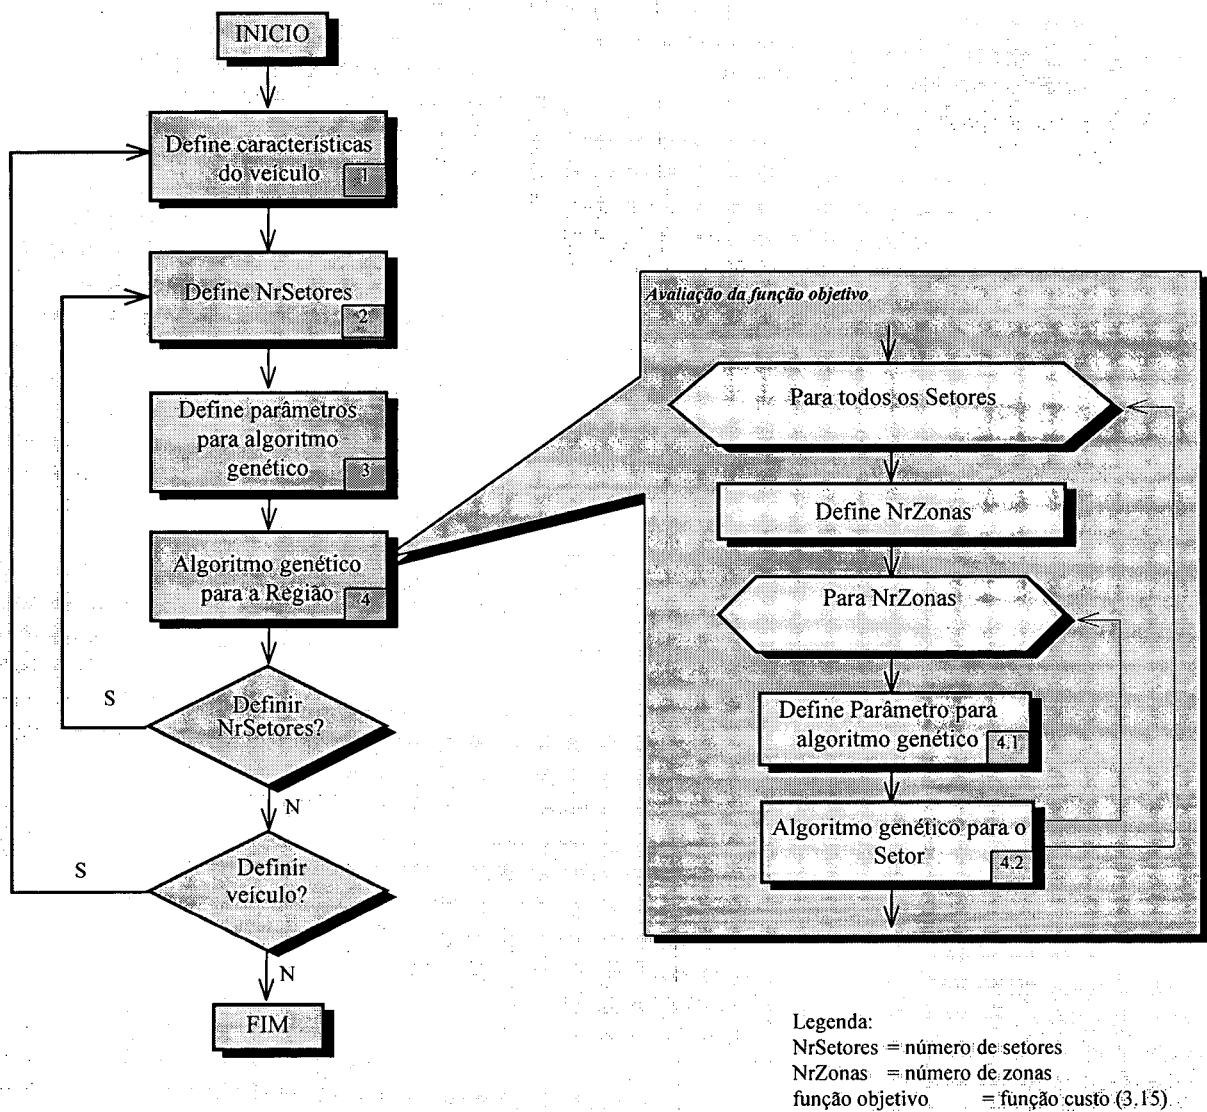 INICIO
Define características
do veículo
1
Define NrSetores
2
Define parâmetros
para algoritmo
genético
3
Algoritmo genético
para a Região
4
Definir
NrSetores?
S
N
Definir
veículo?
S
N
FIM
Avaliação da função objetivo
Para todos os Setores
Define NrZonas
Para NrZonas
Define Parâmetro para
algoritmo genético
4.1
Algoritmo genético para o
Setor
4.2
Legenda:
NrSetores = número de setores
NrZonas = número de zonas
função objetivo = função custo (3.15)